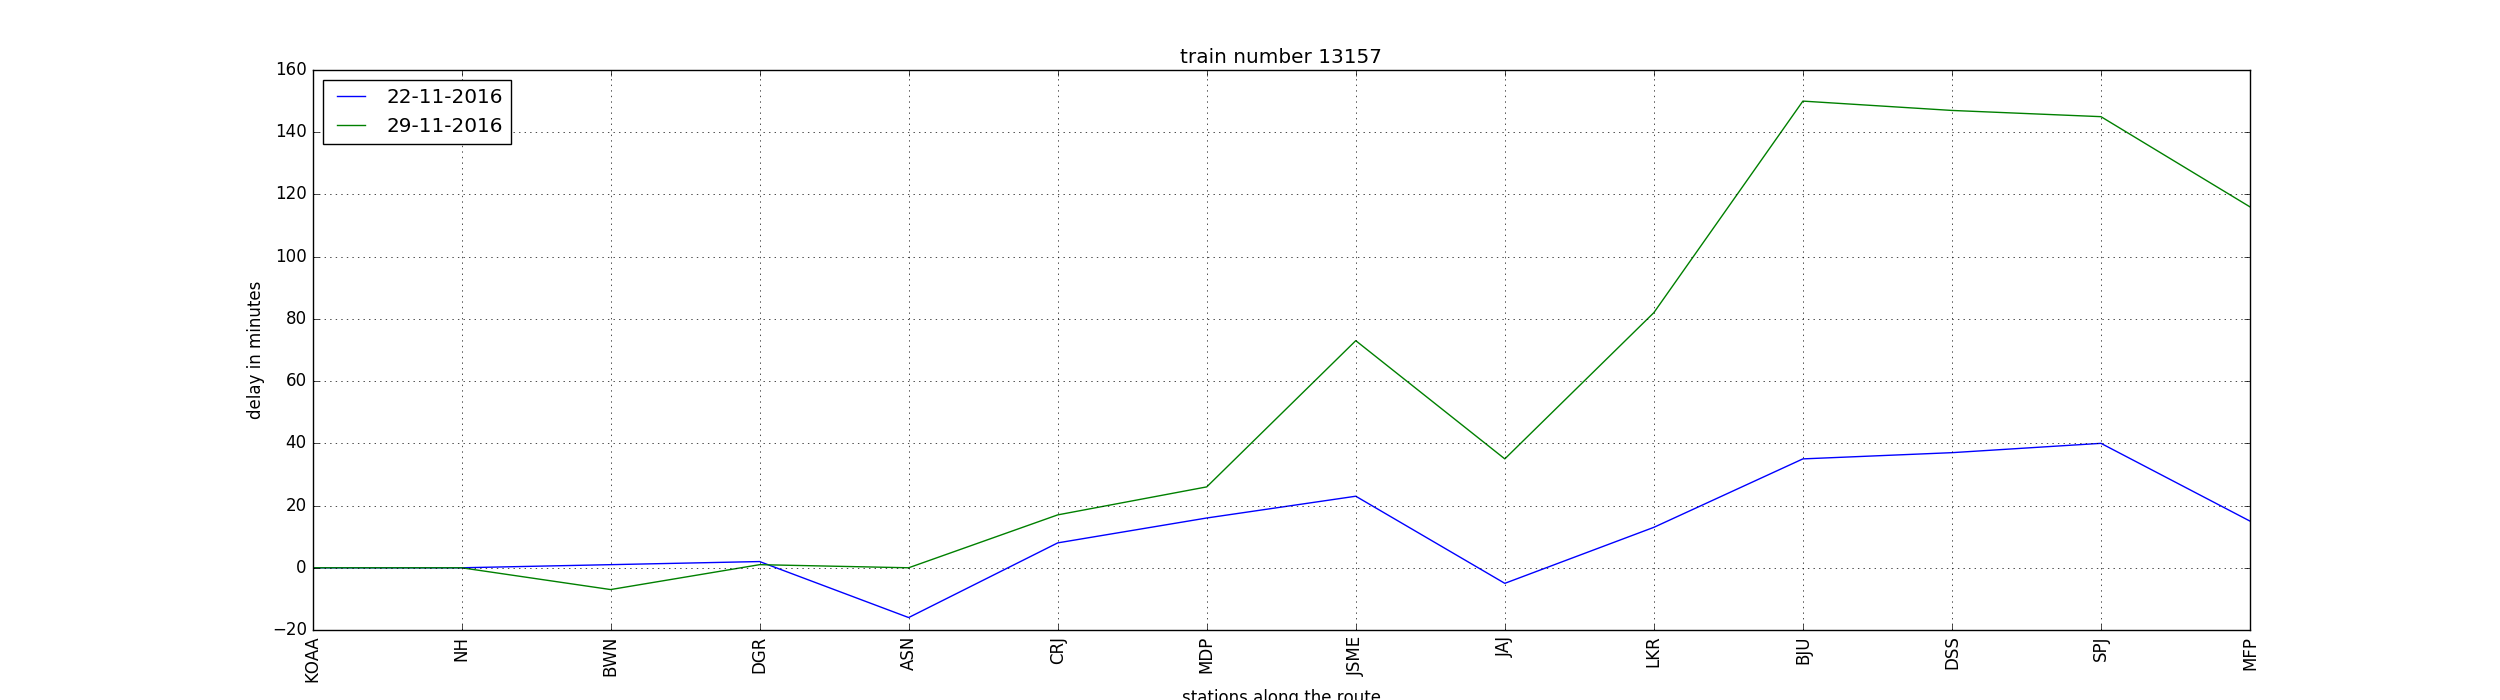 train number 13157
160
140
120
100
80
60
40
20
0
−20
22-11-2016
29-11-2016
delay in minutes
KOAA
NH
BWN
DGR
ASN
CRJ
MDP
JSME
JAJ
LKR
BJU
DSS
SPJ
MFP
stations along the route